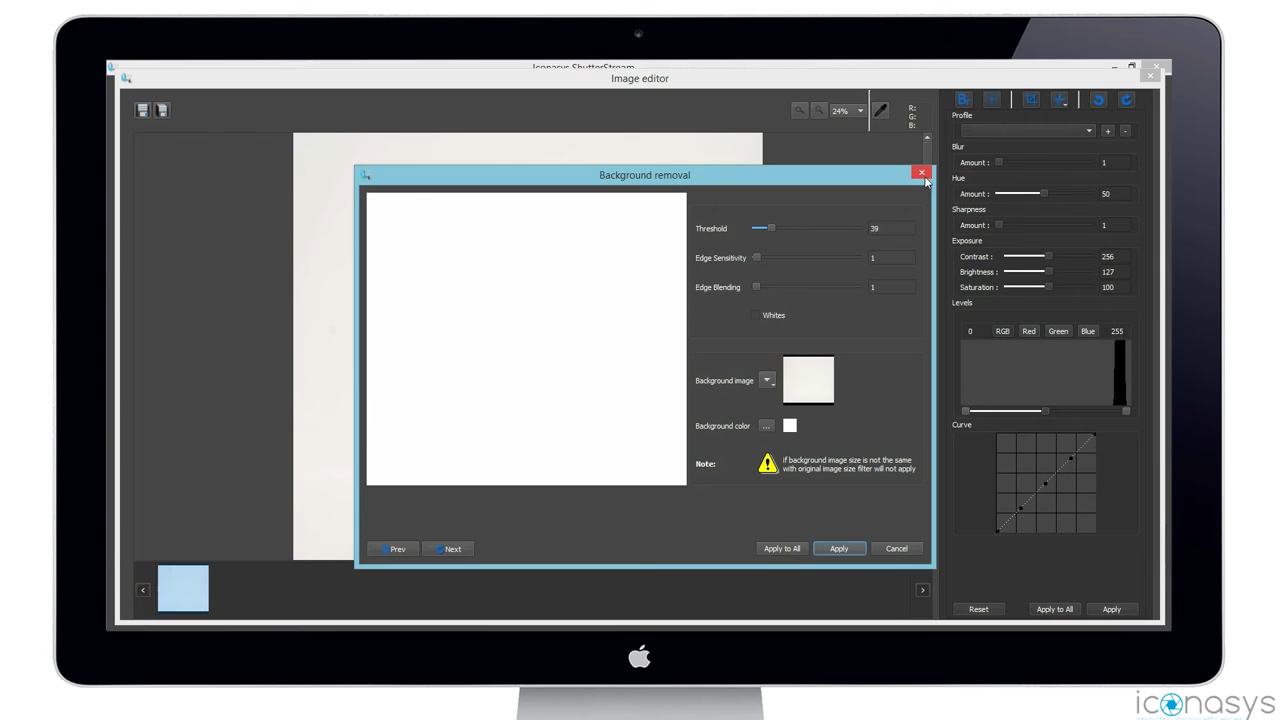 Iconasys ShutterStream
Image editor
24%
R:
G:
B:
Br
Profile
+ -
Blur
Amount : 1
Hue
Amount : 50
Sharpness
Amount : 1
Exposure
Contrast : 256
Brightness : 127
Saturation : 100
Levels
0 RGB Red Green Blue 255
Curve
Reset Apply to All Apply
Background removal
Threshold 39
Edge Sensitivity 1
Edge Blending 1
Whites
Background image
Background color ...
Note: if background image size is not the same
with original image size filter will not apply
Prev Next Apply to All Apply Cancel
< >
iconasys